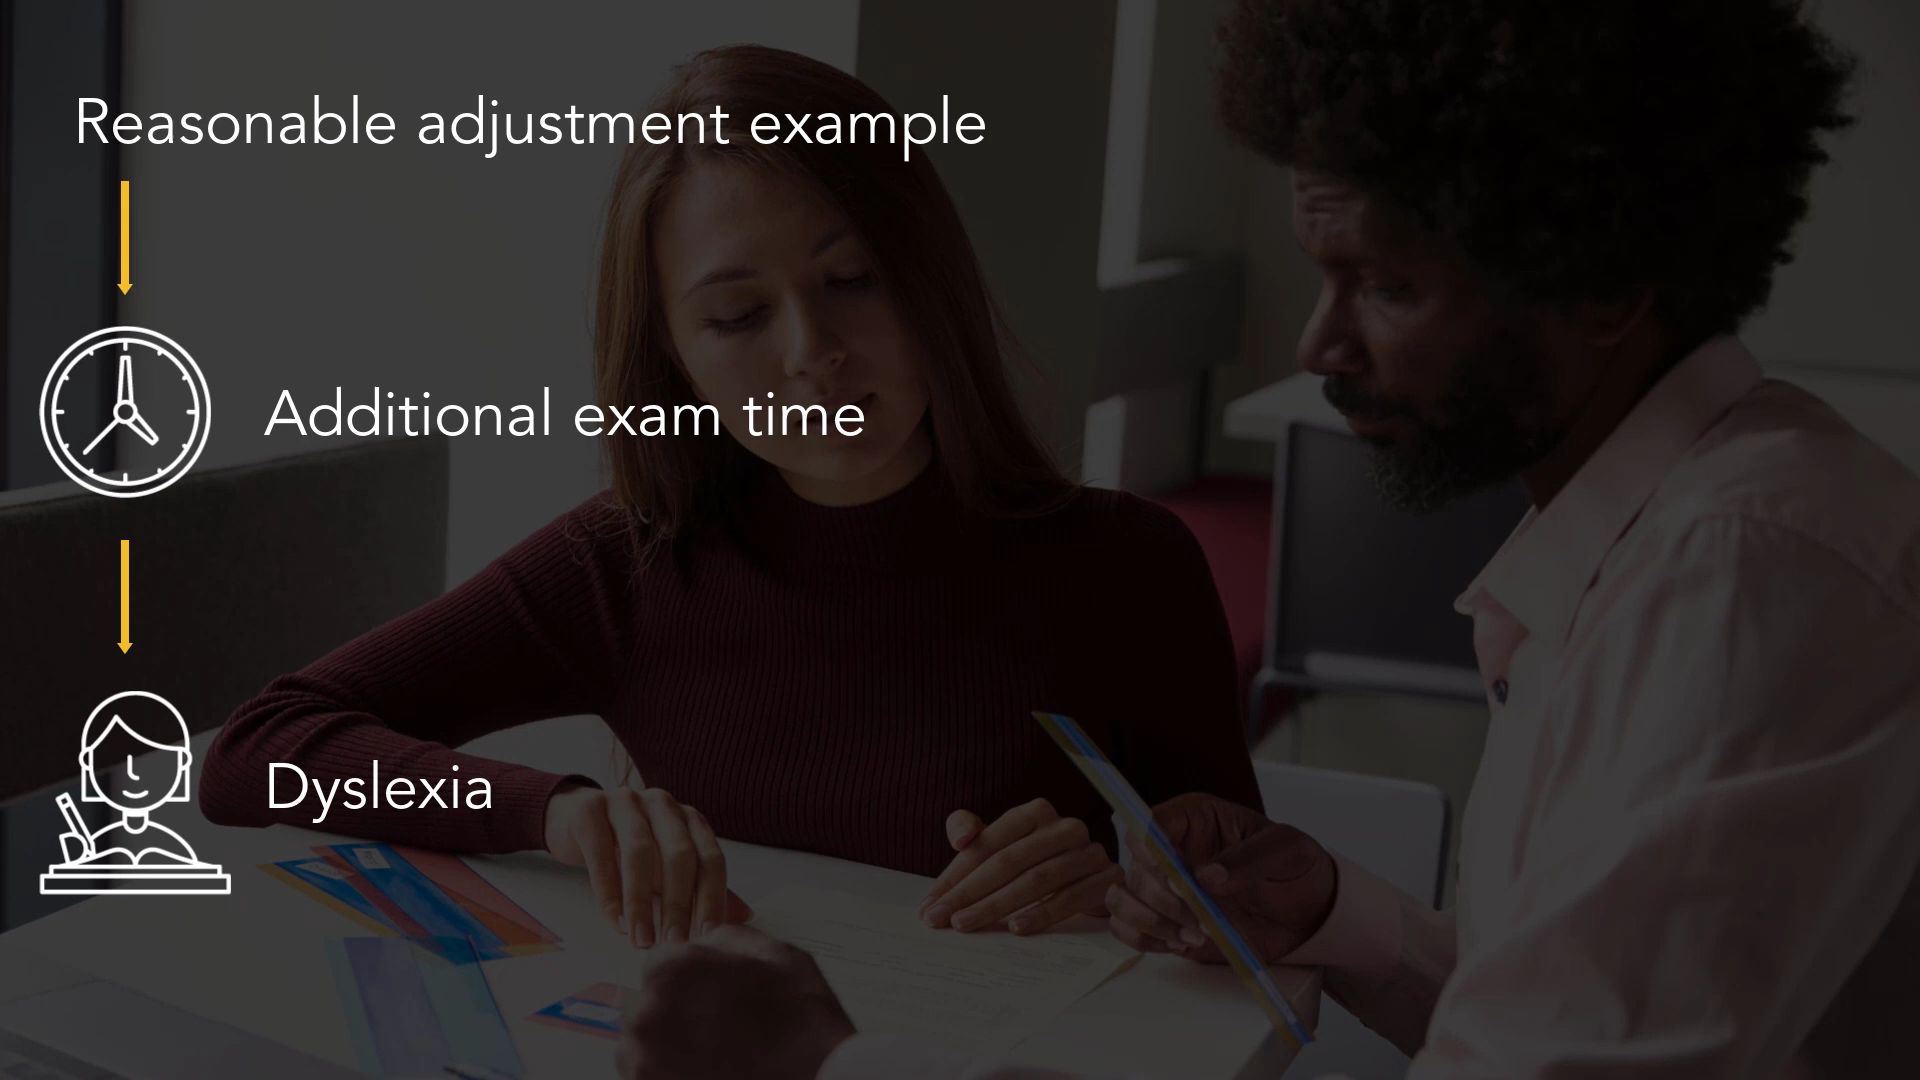 Reasonable adjustment example
Additional exam time
Dyslexia